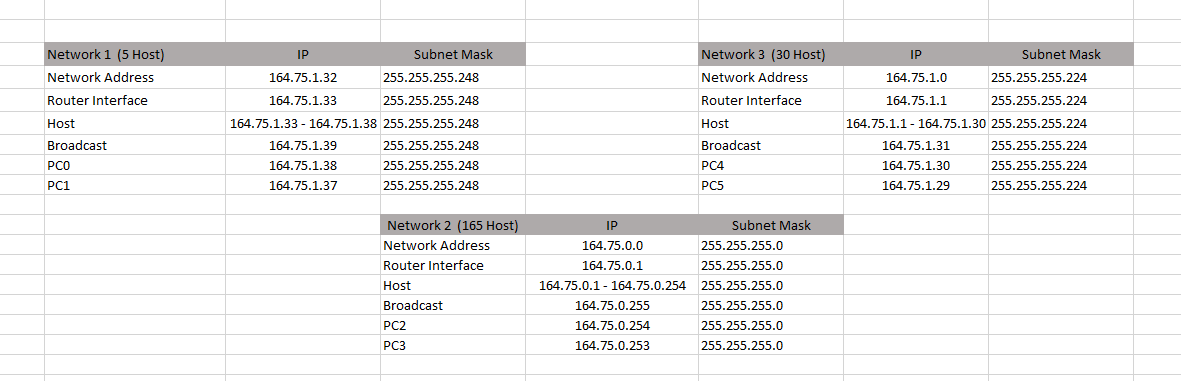 Network 1  (5 Host) IP Subnet Mask
Network Address 164.75.1.32 255.255.255.248
Router Interface 164.75.1.33 255.255.255.248
Host 164.75.1.33 - 164.75.1.38 255.255.255.248
Broadcast 164.75.1.39 255.255.255.248
PC0 164.75.1.38 255.255.255.248
PC1 164.75.1.37 255.255.255.248
Network 3  (30 Host) IP Subnet Mask
Network Address 164.75.1.0 255.255.255.224
Router Interface 164.75.1.1 255.255.255.224
Host 164.75.1.1 - 164.75.1.30 255.255.255.224
Broadcast 164.75.1.31 255.255.255.224
PC4 164.75.1.30 255.255.255.224
PC5 164.75.1.29 255.255.255.224
Network 2  (165 Host) IP Subnet Mask
Network Address 164.75.0.0 255.255.255.0
Router Interface 164.75.0.1 255.255.255.0
Host 164.75.0.1 - 164.75.0.254 255.255.255.0
Broadcast 164.75.0.255 255.255.255.0
PC2 164.75.0.254 255.255.255.0
PC3 164.75.0.253 255.255.255.0